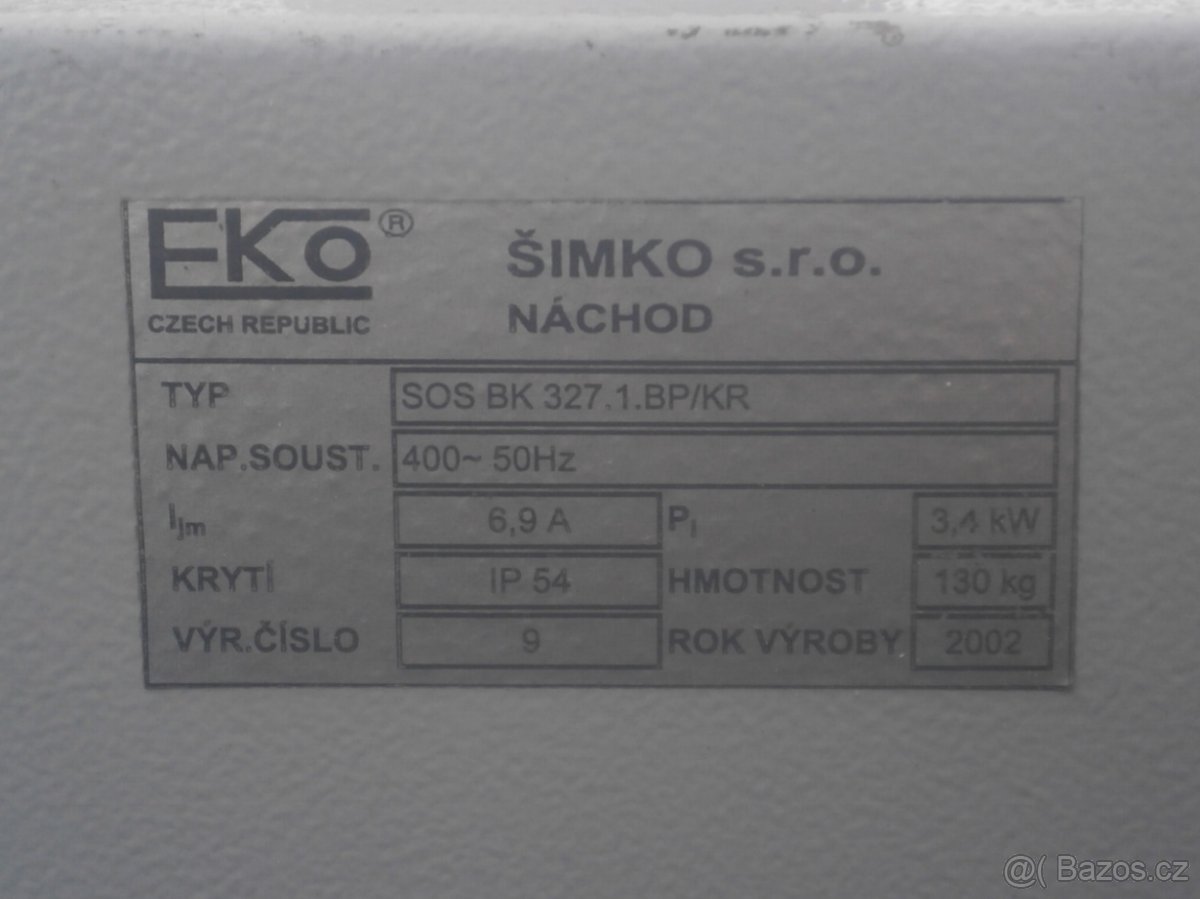 EKO® ŠIMKO s.r.o.
CZECH REPUBLIC NÁCHOD
TYP SOS BK 327.1.BP/KR
NAP.SOUST. 400~ 50Hz
Ijm 6,9 A Pi 3,4 kW
KRYTÍ IP 54 HMOTNOST 130 kg
VÝR.ČÍSLO 9 ROK VÝROBY 2002
@( Bazos.cz